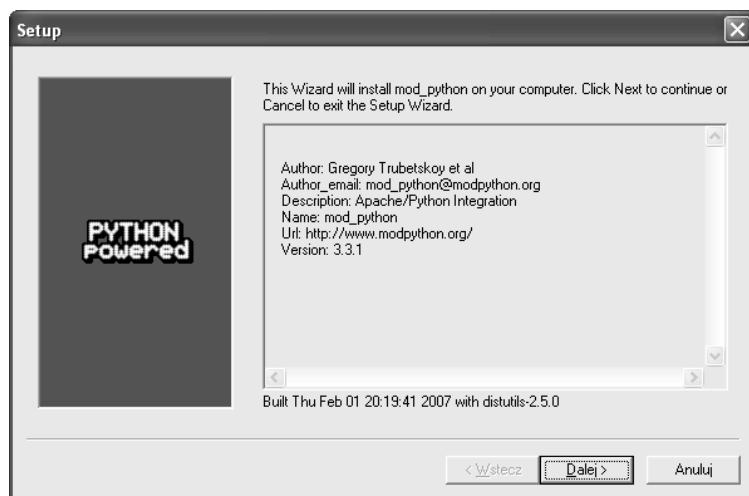 Setup
This Wizard will install mod_python on your computer. Click Next to continue or
Cancel to exit the Setup Wizard.
Author: Gregory Trubetskoy et al
Author_email: mod_python@modpython.org
Description: Apache/Python Integration
Name: mod_python
Url: http://www.modpython.org/
Version: 3.3.1
PYTHON
Powered
Built Thu Feb 01 20:19:41 2007 with distutils-2.5.0
< Wstecz
Dalej >
Anuluj